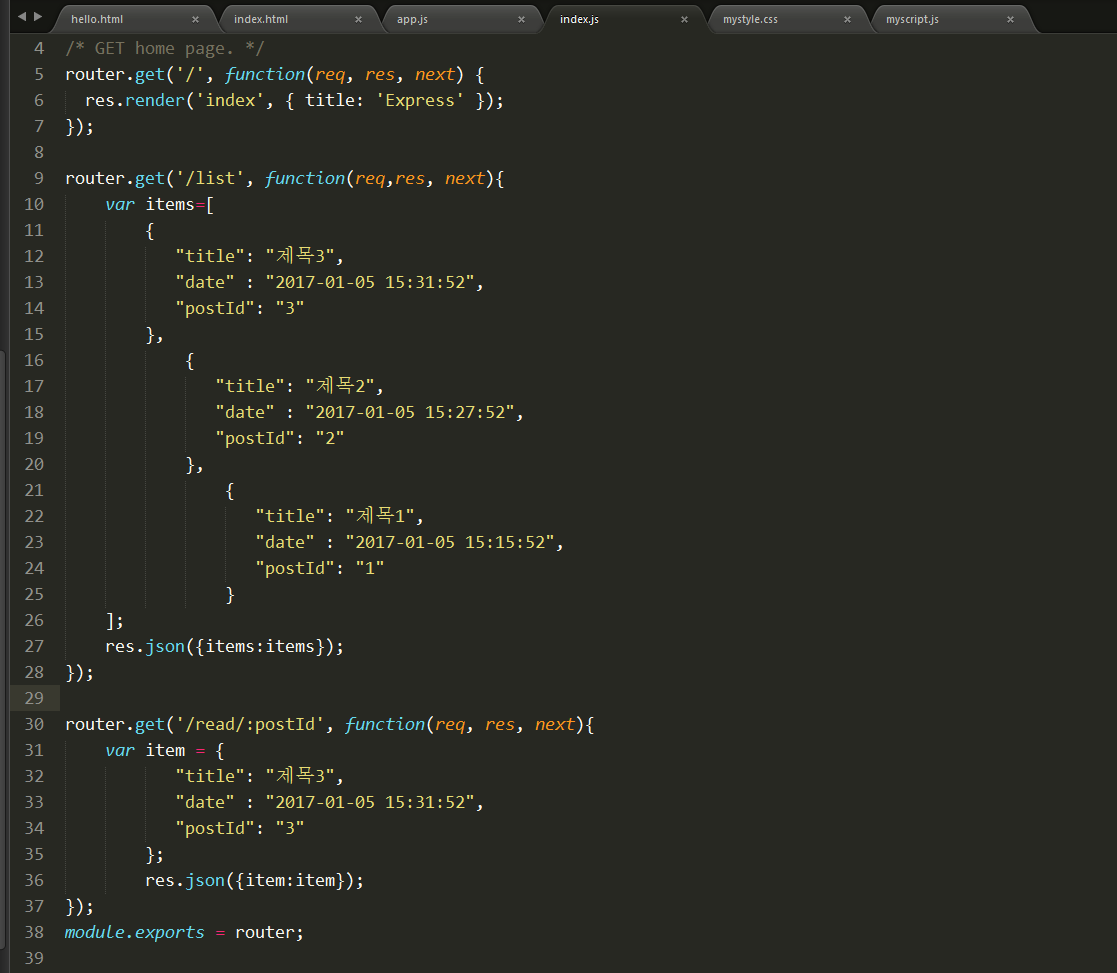 hello.html × index.html × app.js × index.js × mystyle.css × myscript.js ×
4 /* GET home page. */
5 router.get('/', function(req, res, next) {
6   res.render('index', { title: 'Express' });
7 });
8
9 router.get('/list', function(req,res, next){
10     var items=[
11         {
12            "title": "제목3",
13            "date" : "2017-01-05 15:31:52",
14            "postId": "3"
15         },
16             {
17                "title": "제목2",
18                "date" : "2017-01-05 15:27:52",
19                "postId": "2"
20             },
21                 {
22                    "title": "제목1",
23                    "date" : "2017-01-05 15:15:52",
24                    "postId": "1"
25                 }
26     ];
27     res.json({items:items});
28 });
29
30 router.get('/read/:postId', function(req, res, next){
31     var item = {
32            "title": "제목3",
33            "date" : "2017-01-05 15:31:52",
34            "postId": "3"
35         };
36         res.json({item:item});
37 });
38 module.exports = router;
39